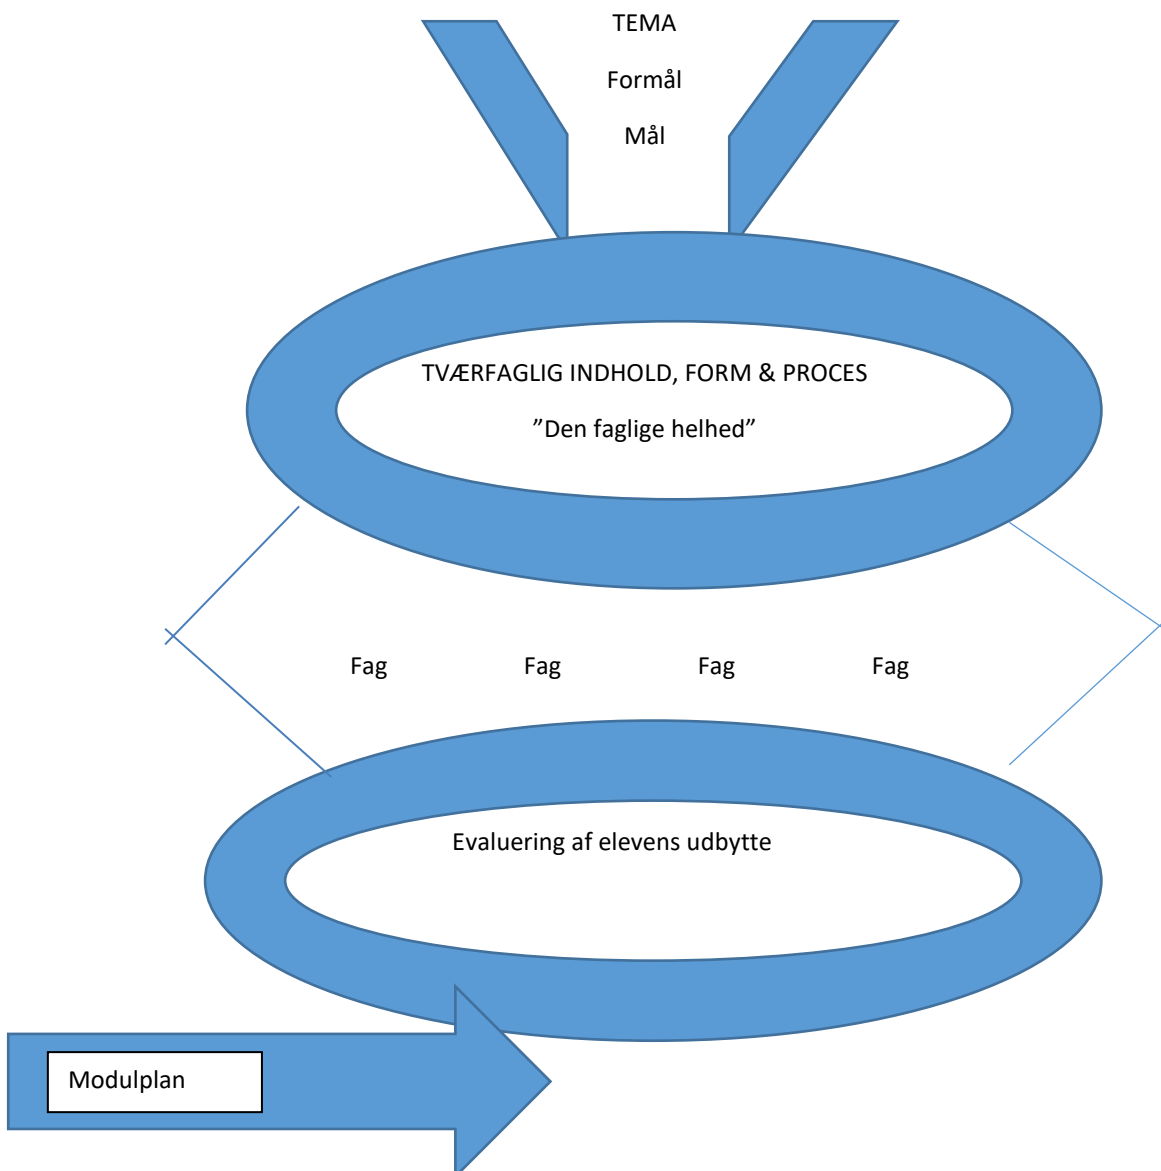 TEMA
Formål
Mål
TVÆRFAGLIG INDHOLD, FORM & PROCES
”Den faglige helhed”
Fag Fag Fag Fag
Evaluering af elevens udbytte
Modulplan